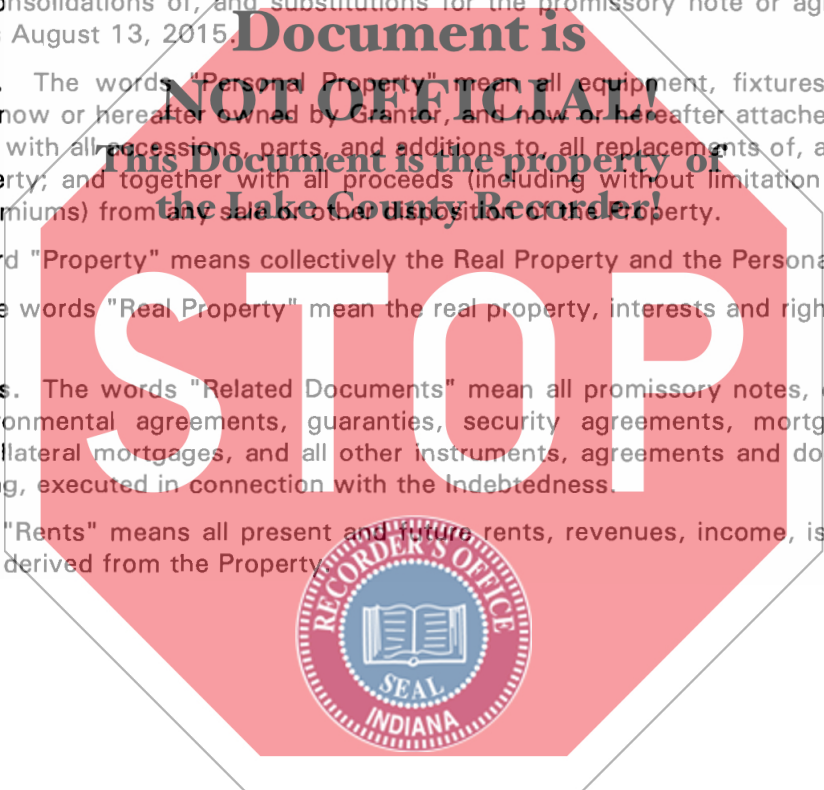 nsolidations of, and substitutions for the promissory note or ag
August 13, 2015.
Document is
The words "Personal Property" mean all equipment, fixtures
NOT OFFICIAL!
now or hereafter owned by Grantor, and now or hereafter attache
with all accessions, parts, and additions to, all replacements of, a
This Document is the property of
erty; and together with all proceeds (including without limitation
miums) from any sale or other disposition of the Property.
the Lake County Recorder!
rd "Property" means collectively the Real Property and the Persona
e words "Real Property" mean the real property, interests and righ
STOP
s. The words "Related Documents" mean all promissory notes,
onmental agreements, guaranties, security agreements, mortg
llateral mortgages, and all other instruments, agreements and do
g, executed in connection with the Indebtedness.
"Rents" means all present and future rents, revenues, income, is
derived from the Property.
RECORDER'S OFFICE
SEAL
INDIANA